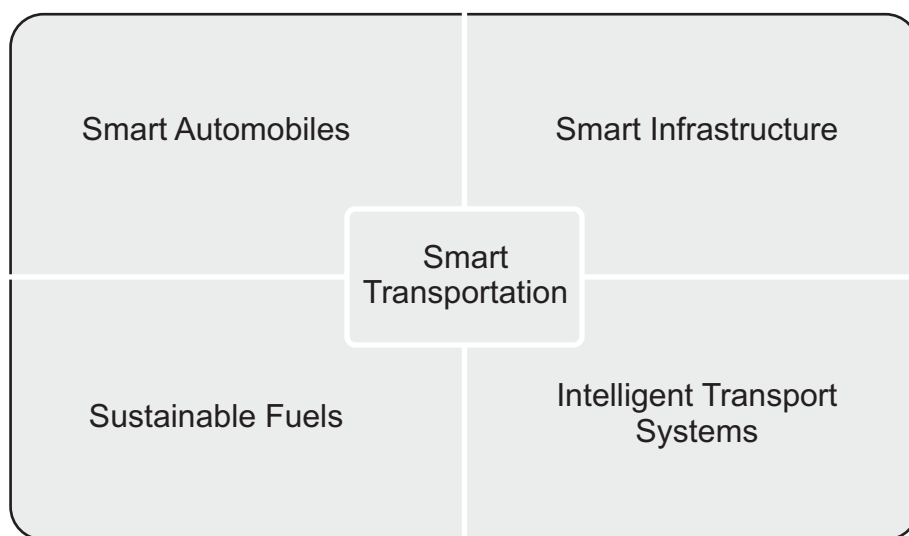 Smart Automobiles
Smart Infrastructure
Smart
Transportation
Sustainable Fuels
Intelligent Transport
Systems